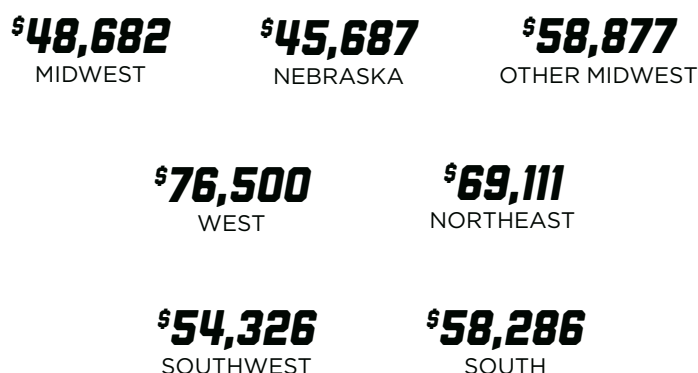 $48,682 $45,687 $58,877
MIDWEST NEBRASKA OTHER MIDWEST
$76,500 $69,111
WEST NORTHEAST
$54,326 $58,286
SOUTHWEST SOUTH